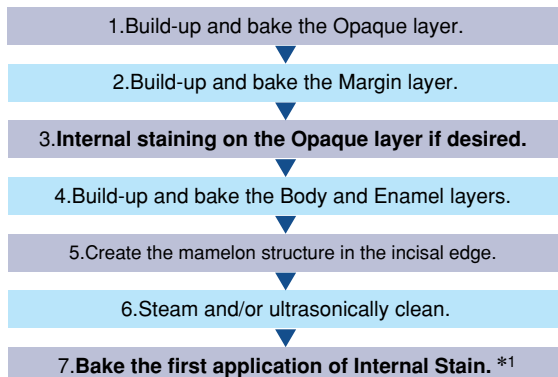 1.Build-up and bake the Opaque layer.
2.Build-up and bake the Margin layer.
3.Internal staining on the Opaque layer if desired.
4.Build-up and bake the Body and Enamel layers.
5.Create the mamelon structure in the incisal edge.
6.Steam and/or ultrasonically clean.
7.Bake the first application of Internal Stain. *1